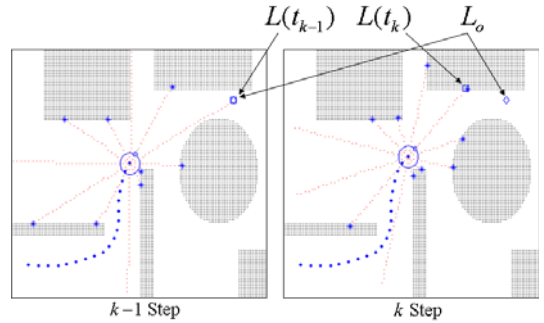 L(t_{k-1}) L(t_k) L_o
k-1 Step k Step